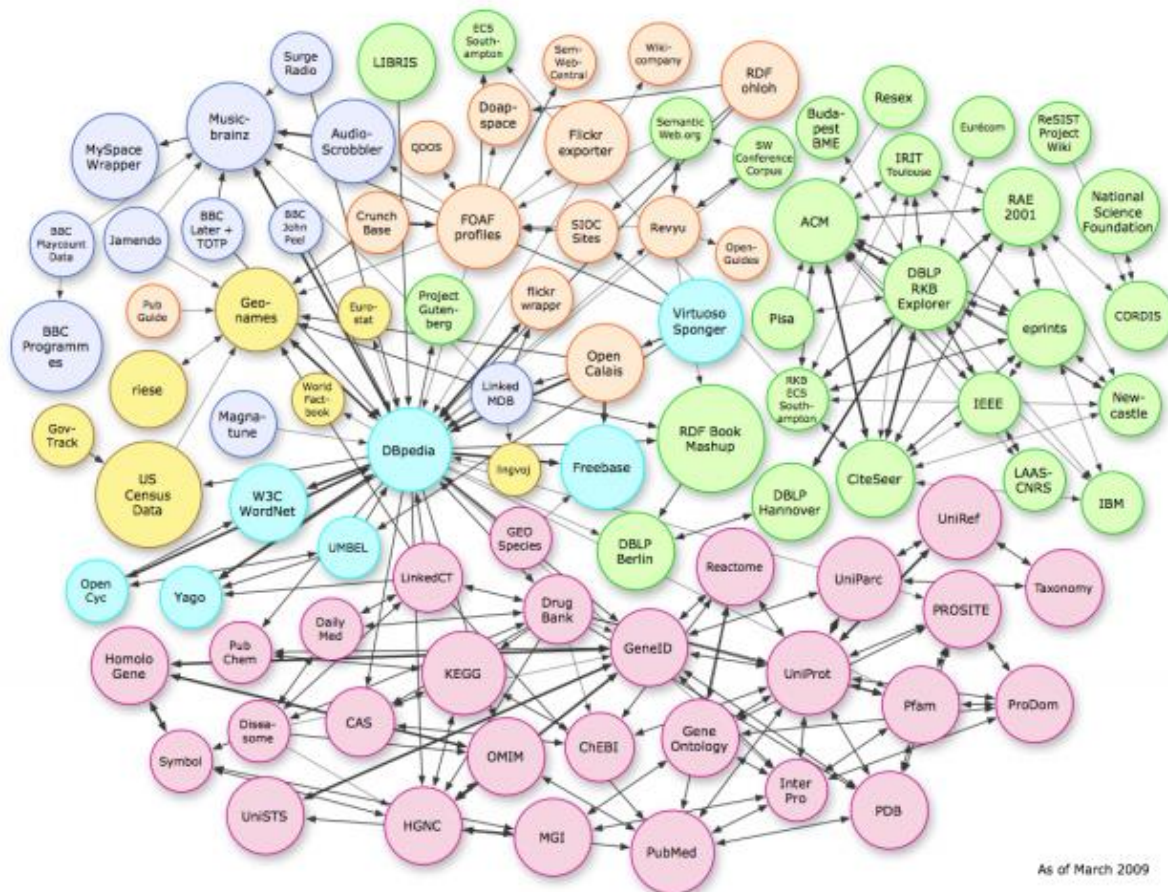 Surge
Radio
LIBRIS
ECS
South-
ampton
Sem-
Web-
Central
Wiki-
company
RDF
ohloh
Music-
brainz
Audio-
Scrobbler
MySpace
Wrapper
QDOS
Doap-
space
Flickr
exporter
Semantic
Web.org
SW
Conference
Corpus
Buda-
pest
BME
Resex
IRIT
Toulouse
Eurécom
ReSIST
Project
Wiki
National
Science
Foundation
RAE
2001
ACM
BBC
Playcount
Data
Jamendo
BBC
Later +
TOTP
BBC
John
Peel
Crunch
Base
FOAF
profiles
SIOC
Sites
Revyu
Open-
Guides
DBLP
RKB
Explorer
Pub
Guide
Geo-
names
Euro-
stat
Project
Guten-
berg
flickr
wrappr
Virtuoso
Sponger
Pisa
eprints
CORDIS
BBC
Programm
es
riese
World
Fact-
book
Linked
MDB
Open
Calais
RKB
ECS
South-
ampton
IEEE
New-
castle
Gov-
Track
Magna-
tune
DBpedia
lingvoj
Freebase
RDF Book
Mashup
US
Census
Data
W3C
WordNet
DBLP
Hannover
CiteSeer
LAAS-
CNRS
IBM
UMBEL
GEO
Species
DBLP
Berlin
Reactome
UniParc
UniRef
Taxonomy
Open
Cyc
Yago
LinkedCT
Drug
Bank
PROSITE
Daily
Med
Pub
Chem
Homolo
Gene
KEGG
GeneID
UniProt
Pfam
ProDom
Disea-
some
CAS
ChEBI
Gene
Ontology
Symbol
OMIM
Inter
Pro
PDB
UniSTS
HGNC
MGI
PubMed
As of March 2009